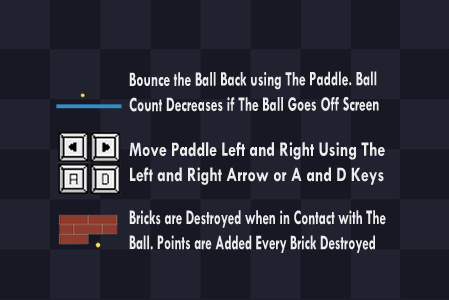 Bounce the Ball Back using The Paddle. Ball
Count Decreases if The Ball Goes Off Screen
Move Paddle Left and Right Using The
Left and Right Arrow or A and D Keys
A D
Bricks are Destroyed when in Contact with The
Ball. Points are Added Every Brick Destroyed